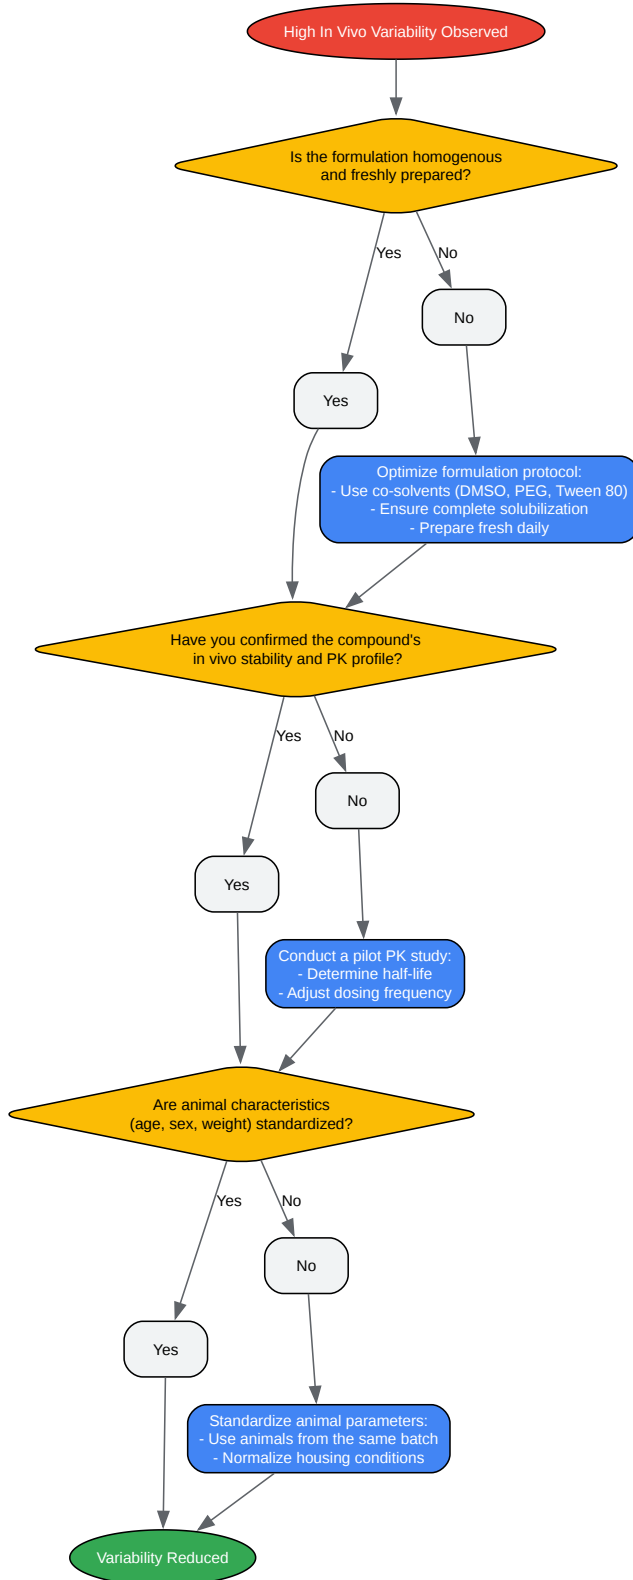 High In Vivo Variability Observed
Is the formulation homogenous
and freshly prepared?
Yes
No
No
Yes
Optimize formulation protocol:
- Use co-solvents (DMSO, PEG, Tween 80)
- Ensure complete solubilization
- Prepare fresh daily
Have you confirmed the compound's
in vivo stability and PK profile?
Yes
No
No
Yes
Conduct a pilot PK study:
- Determine half-life
- Adjust dosing frequency
Are animal characteristics
(age, sex, weight) standardized?
Yes
No
No
Yes
Standardize animal parameters:
- Use animals from the same batch
- Normalize housing conditions
Variability Reduced